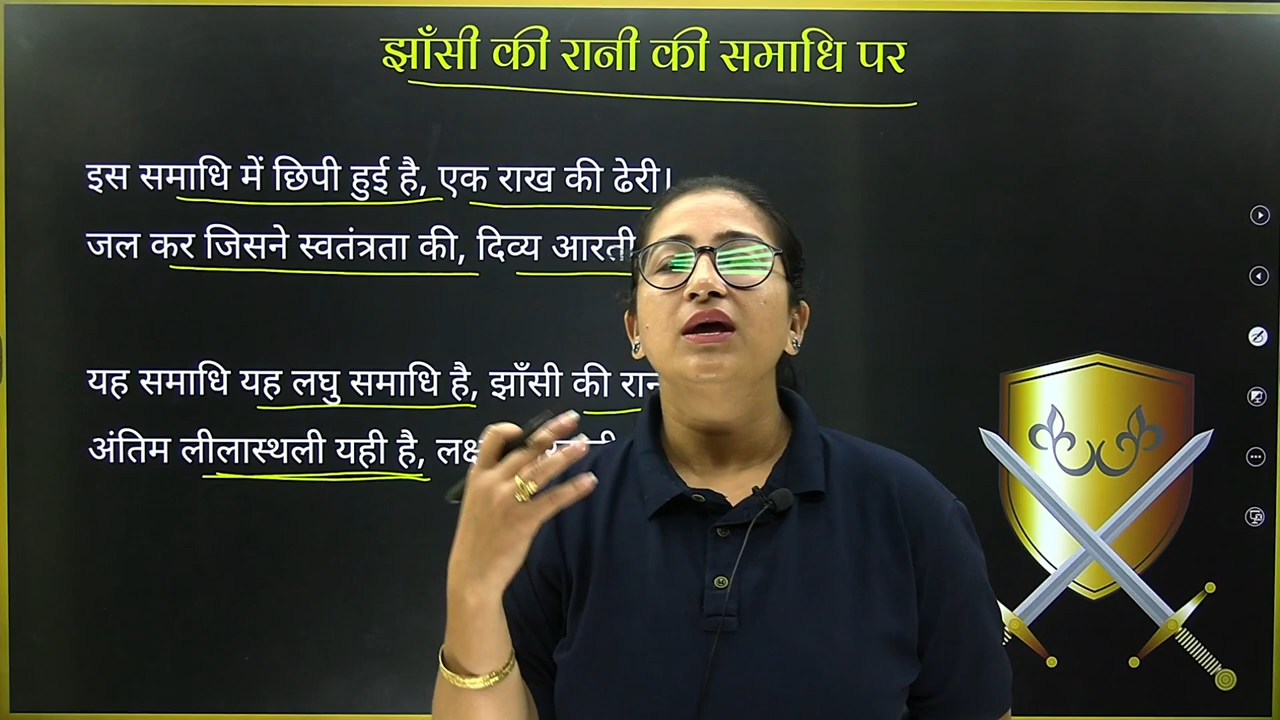 झाँसी की रानी की समाधि पर
इस समाधि में छिपी हुई है, एक राख की ढेरी।
जल कर जिसने स्वतंत्रता की, दिव्य आरती
यह समाधि यह लघु समाधि है, झाँसी की
अंतिम लीलास्थली यही है,